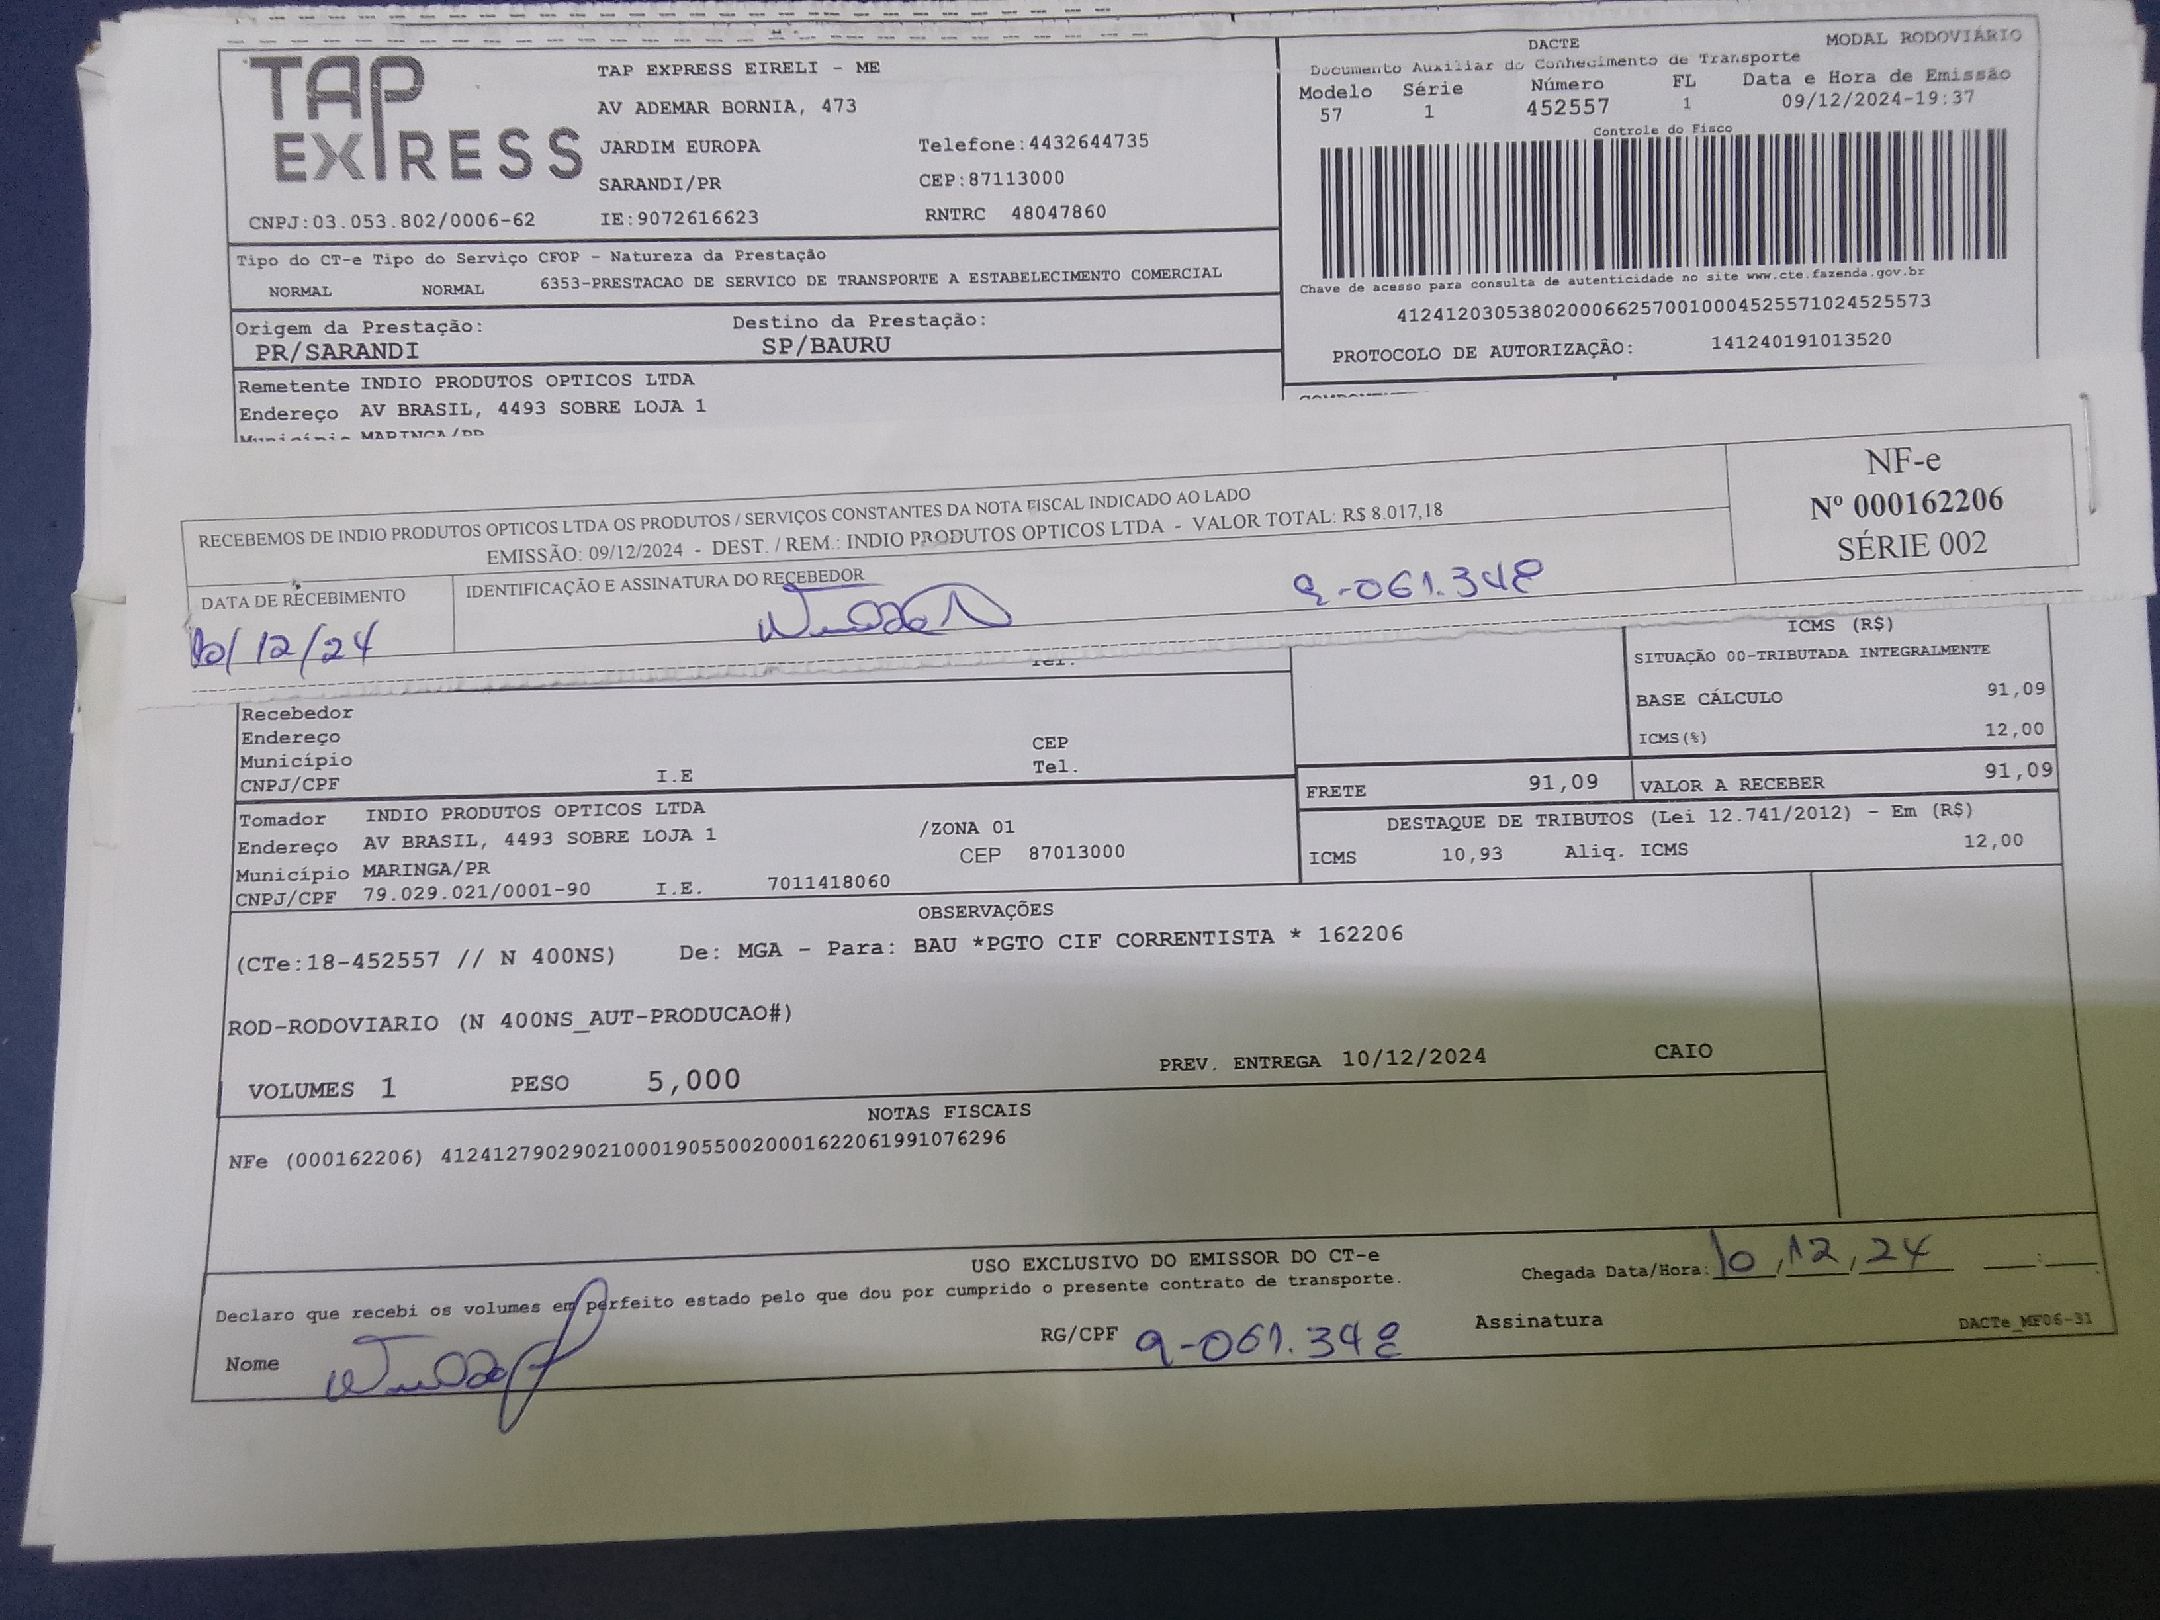 TAP
EXPRESS
TAP EXPRESS EIRELI - ME
AV ADEMAR BORNIA, 473
JARDIM EUROPA Telefone:4432644735
SARANDI/PR CEP:87113000
CNPJ:03.053.802/0006-62 IE:9072616623 RNTRC 48047860
DACTE MODAL RODOVIÁRIO
Documento Auxiliar do Conhecimento de Transporte
Modelo Série Número FL Data e Hora de Emissão
57 1 452557 1 09/12/2024-19:37
Controle do Fisco
Chave de acesso para consulta de autenticidade no site www.cte.fazenda.gov.br
41241203053802000662570010004525571024525573
PROTOCOLO DE AUTORIZAÇÃO: 141240191013520
Tipo do CT-e Tipo do Serviço CFOP - Natureza da Prestação
NORMAL NORMAL 6353-PRESTACAO DE SERVICO DE TRANSPORTE A ESTABELECIMENTO COMERCIAL
Origem da Prestação: Destino da Prestação:
PR/SARANDI SP/BAURU
Remetente INDIO PRODUTOS OPTICOS LTDA
Endereço AV BRASIL, 4493 SOBRE LOJA 1
Município MARINGA/PR
RECEBEMOS DE INDIO PRODUTOS OPTICOS LTDA OS PRODUTOS / SERVIÇOS CONSTANTES DA NOTA FISCAL INDICADO AO LADO
EMISSÃO: 09/12/2024 - DEST. / REM.: INDIO PRODUTOS OPTICOS LTDA - VALOR TOTAL: R$ 8.017,18
NF-e
Nº 000162206
SÉRIE 002
DATA DE RECEBIMENTO IDENTIFICAÇÃO E ASSINATURA DO RECEBEDOR
10/12/24 9-061.348
Tel.
ICMS (R$)
SITUAÇÃO 00-TRIBUTADA INTEGRALMENTE
BASE CÁLCULO 91,09
ICMS(%) 12,00
Recebedor
Endereço
Município CEP
CNPJ/CPF I.E Tel.
FRETE 91,09 VALOR A RECEBER 91,09
DESTAQUE DE TRIBUTOS (Lei 12.741/2012) - Em (R$)
ICMS 10,93 Aliq. ICMS 12,00
Tomador INDIO PRODUTOS OPTICOS LTDA
Endereço AV BRASIL, 4493 SOBRE LOJA 1 /ZONA 01
Município MARINGA/PR CEP 87013000
CNPJ/CPF 79.029.021/0001-90 I.E. 7011418060
OBSERVAÇÕES
(CTe:18-452557 // N 400NS) De: MGA - Para: BAU *PGTO CIF CORRENTISTA * 162206
ROD-RODOVIARIO (N 400NS_AUT-PRODUCAO#)
VOLUMES 1 PESO 5,000 PREV. ENTREGA 10/12/2024 CAIO
NOTAS FISCAIS
NFe (000162206) 41241279029021000190550020001622061991076296
USO EXCLUSIVO DO EMISSOR DO CT-e
Declaro que recebi os volumes em perfeito estado pelo que dou por cumprido o presente contrato de transporte.
Chegada Data/Hora: 10,12,24 :
Nome RG/CPF 9-061.348 Assinatura
DACTe_MF06-31